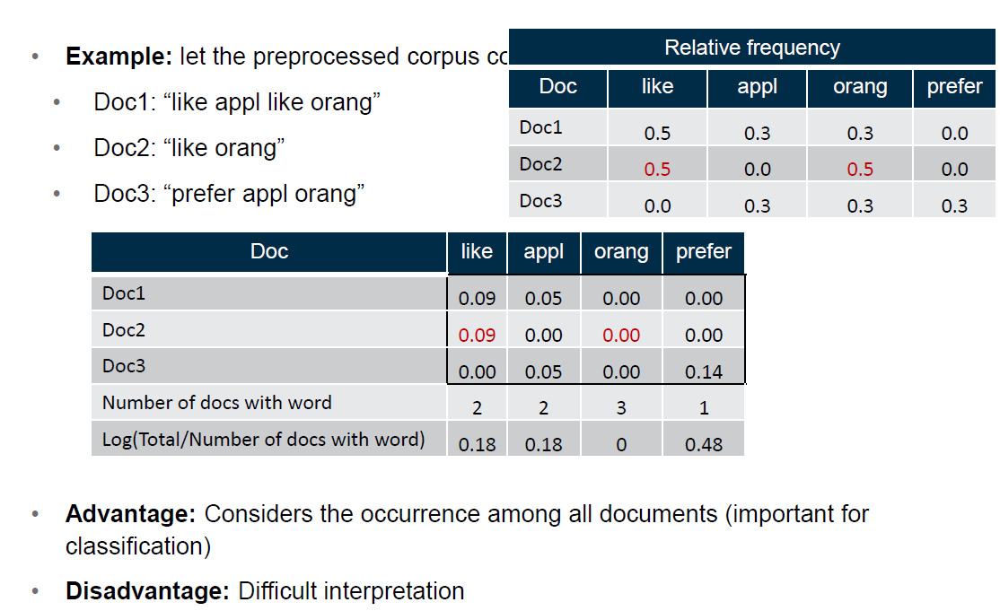 Example: let the preprocessed corpus co
Doc1: “like appl like orang”
Doc2: “like orang”
Doc3: “prefer appl orang”
Relative frequency
Doc like appl orang prefer
Doc1 0.5 0.3 0.3 0.0
Doc2 0.5 0.0 0.5 0.0
Doc3 0.0 0.3 0.3 0.3
Doc like appl orang prefer
Doc1 0.09 0.05 0.00 0.00
Doc2 0.09 0.00 0.00 0.00
Doc3 0.00 0.05 0.00 0.14
Number of docs with word 2 2 3 1
Log(Total/Number of docs with word) 0.18 0.18 0 0.48
Advantage: Considers the occurrence among all documents (important for
classification)
Disadvantage: Difficult interpretation